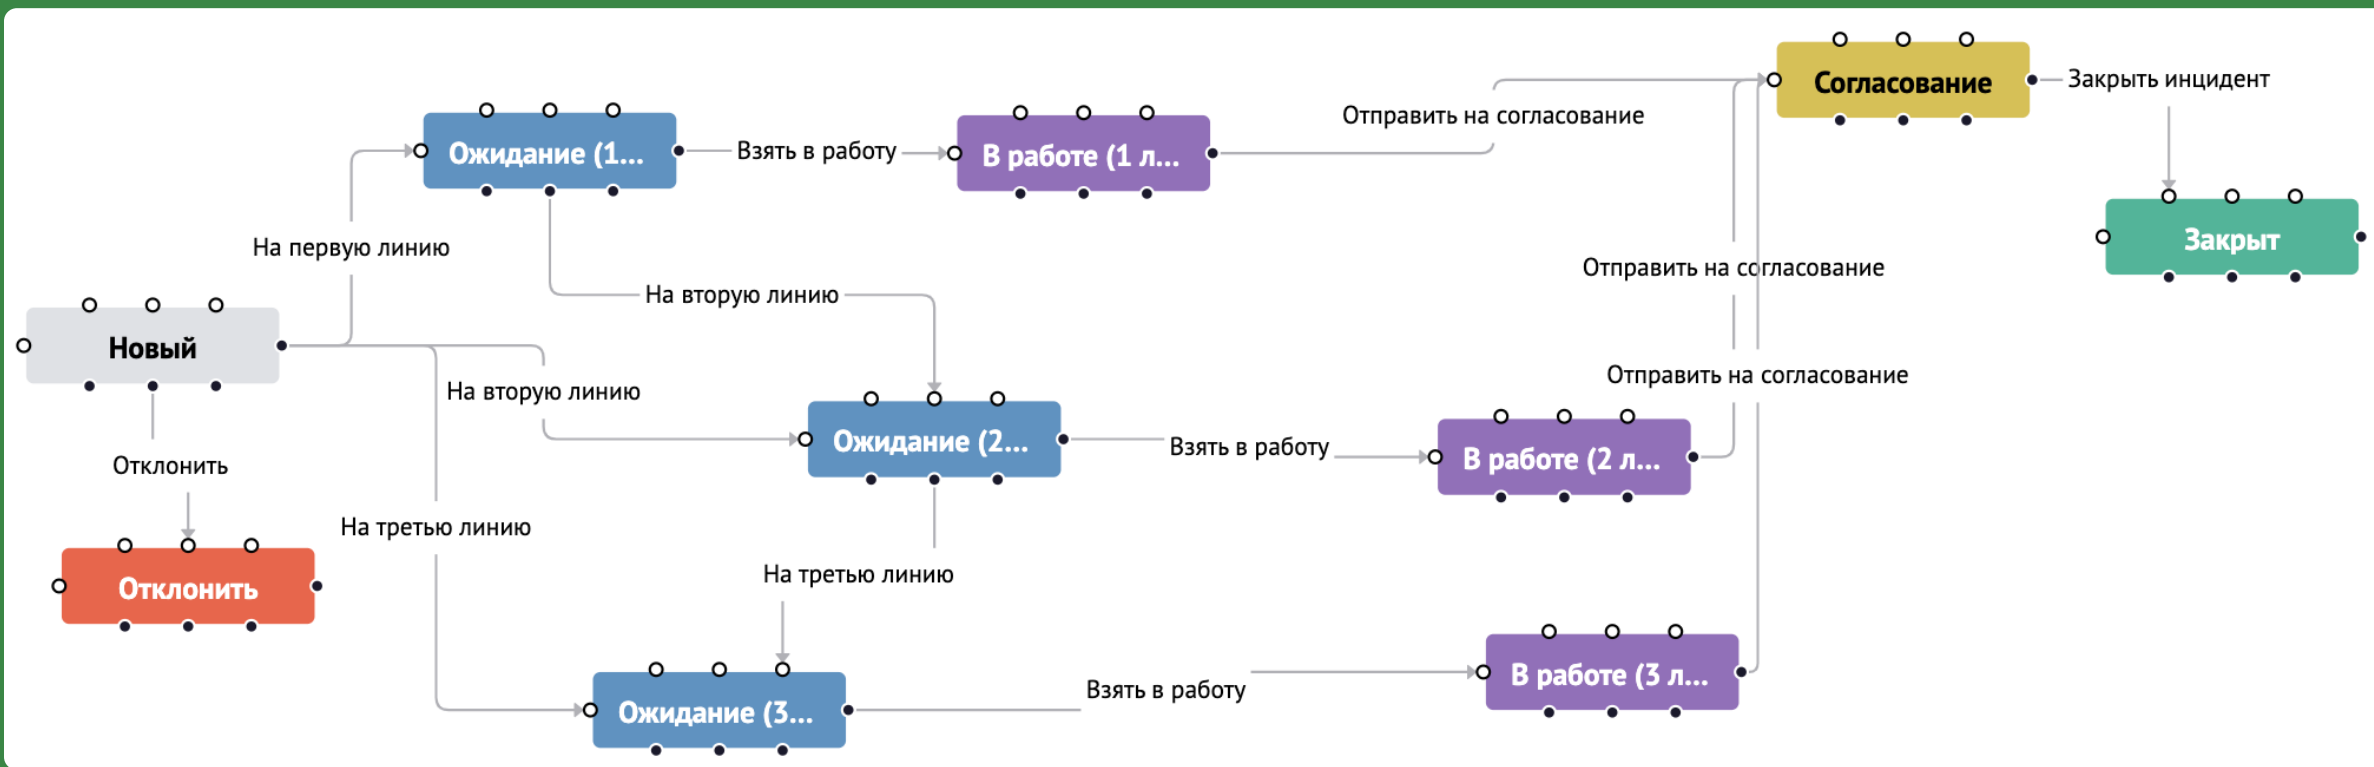 Согласование
Закрыть инцидент
Отправить на согласование
Ожидание (1...
Взять в работу
В работе (1 л...
Закрыт
На первую линию
Отправить на согласование
На вторую линию
Новый
Отправить на согласование
На вторую линию
Ожидание (2...
Взять в работу
В работе (2 л...
Отклонить
На третью линию
На третью линию
Отклонить
В работе (3 л...
Взять в работу
Ожидание (3...